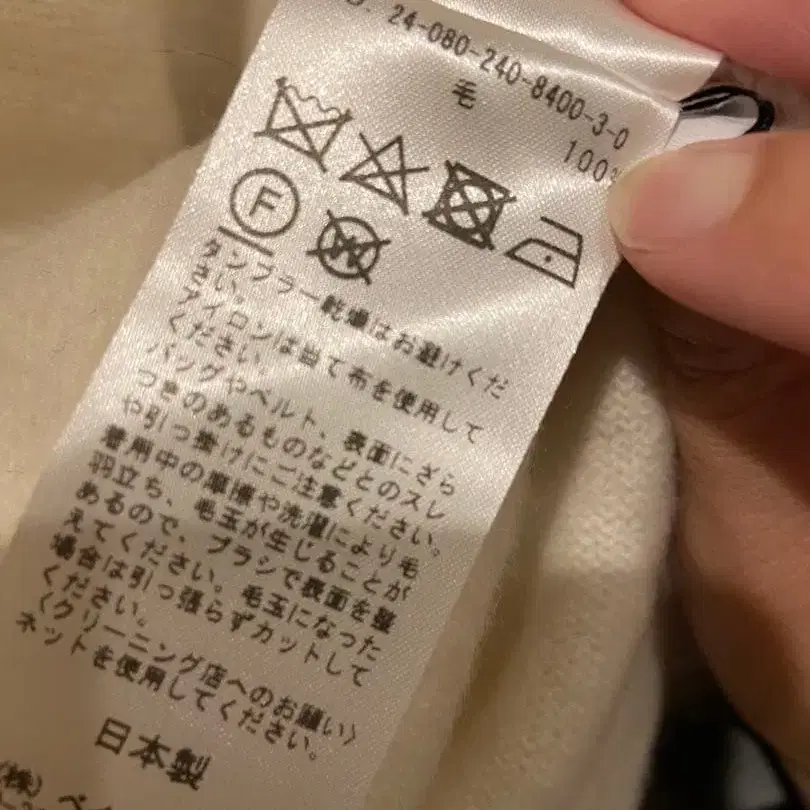 D. 24-080-240-8400-3-0
毛
100%
F
W
タンブラー乾燥はお避けくだ
さい。
アイロンは当て布を使用して
ください。
バッグやベルト、表面にざら
つきのあるものなどとのスレ
や引っ掛けにご注意ください。
着用中の摩擦や洗濯により毛
羽立ち、毛玉が生じることが
あるので、ブラシで表面を整
えてください。毛玉になった
場合は引っ張らずカットして
ください。
〈クリーニング店へのお願い〉
ネットを使用してください。
日本製
(株) ベイ